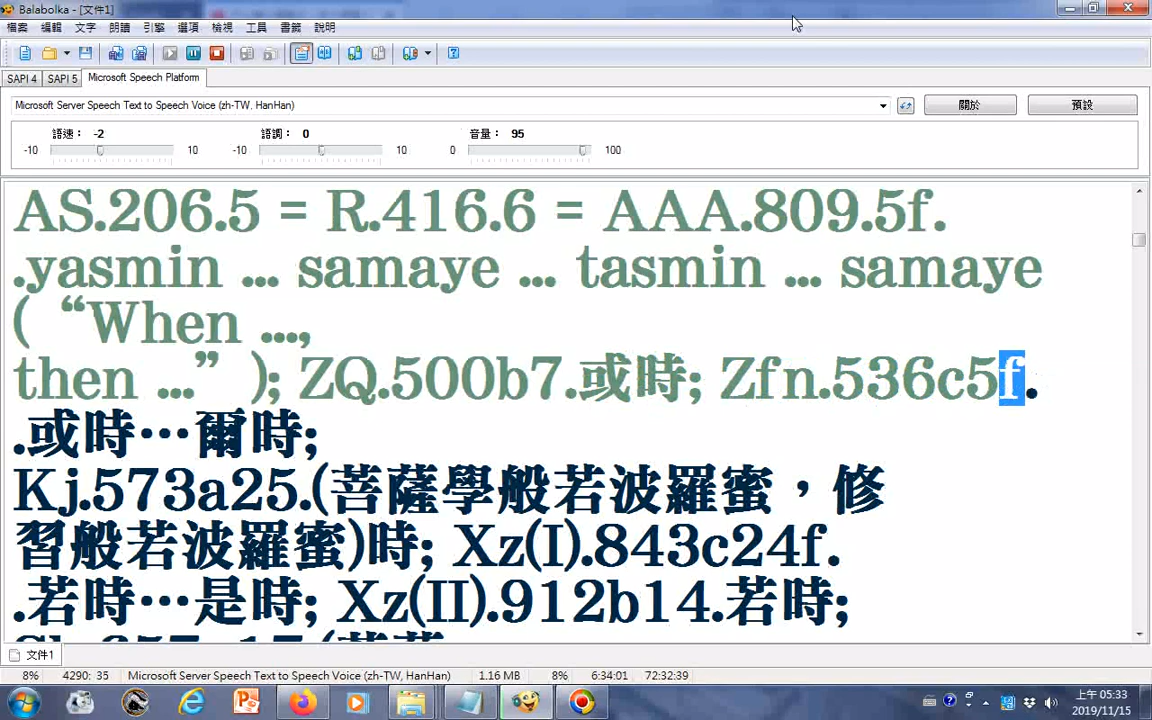 Balabolka - [文件1]
檔案 編輯 文字 朗讀 引擎 選項 檢視 工具 書籤 說明
SAPI 4 SAPI 5 Microsoft Speech Platform
Microsoft Server Speech Text to Speech Voice (zh-TW, HanHan) 關於 預設
語速： -2 語調： 0 音量： 95
-10 10 -10 10 0 100
AS.206.5 = R.416.6 = AAA.809.5f.
.yasmin ... samaye ... tasmin ... samaye
(“When ...,
then ...”); ZQ.500b7.或時; Zfn.536c5f.
.或時…爾時;
Kj.573a25.(菩薩學般若波羅蜜，修
習般若波羅蜜)時; Xz(I).843c24f.
.若時…是時; Xz(II).912b14.若時;
文件1
8% 4290: 35 Microsoft Server Speech Text to Speech Voice (zh-TW, HanHan) 1.16 MB 8% 6:34:01 72:32:39
上午 05:33
2019/11/15